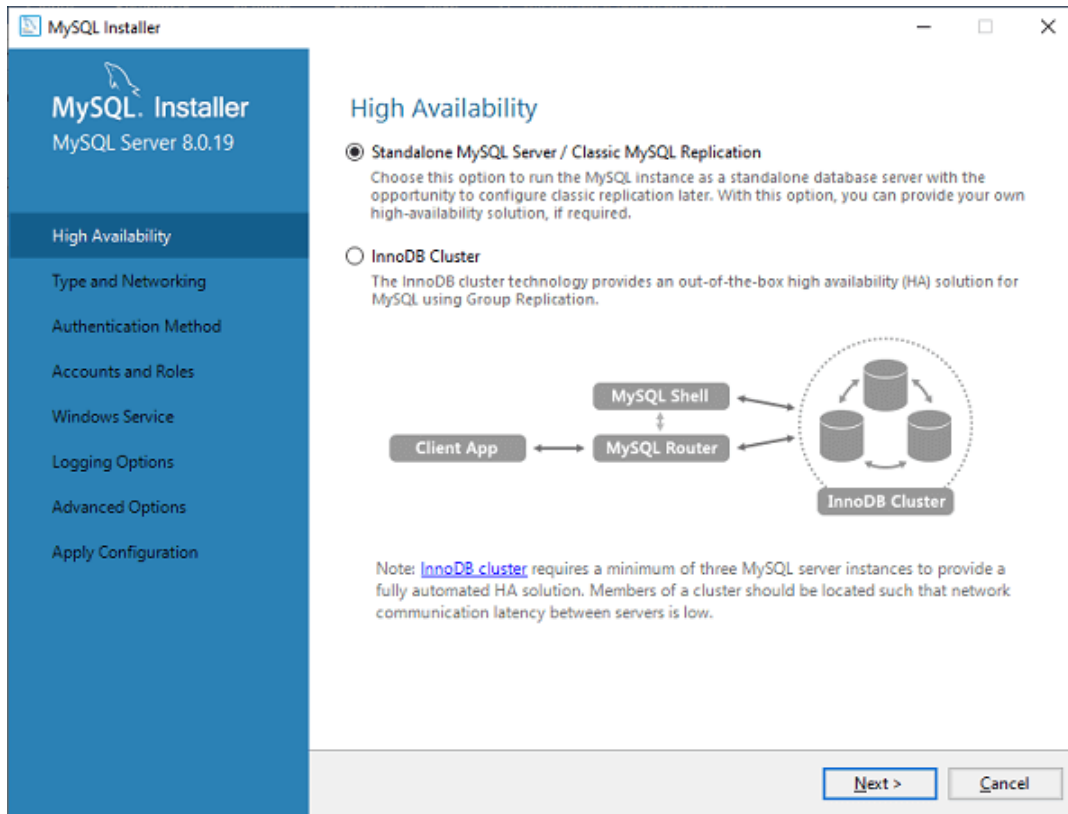 MySQL Installer
MySQL. Installer
MySQL Server 8.0.19
High Availability
Type and Networking
Authentication Method
Accounts and Roles
Windows Service
Logging Options
Advanced Options
Apply Configuration
High Availability
Standalone MySQL Server / Classic MySQL Replication
Choose this option to run the MySQL instance as a standalone database server with the
opportunity to configure classic replication later. With this option, you can provide your own
high-availability solution, if required.
InnoDB Cluster
The InnoDB cluster technology provides an out-of-the-box high availability (HA) solution for
MySQL using Group Replication.
MySQL Shell
Client App
MySQL Router
InnoDB Cluster
Note: InnoDB cluster requires a minimum of three MySQL server instances to provide a
fully automated HA solution. Members of a cluster should be located such that network
communication latency between servers is low.
Next >
Cancel